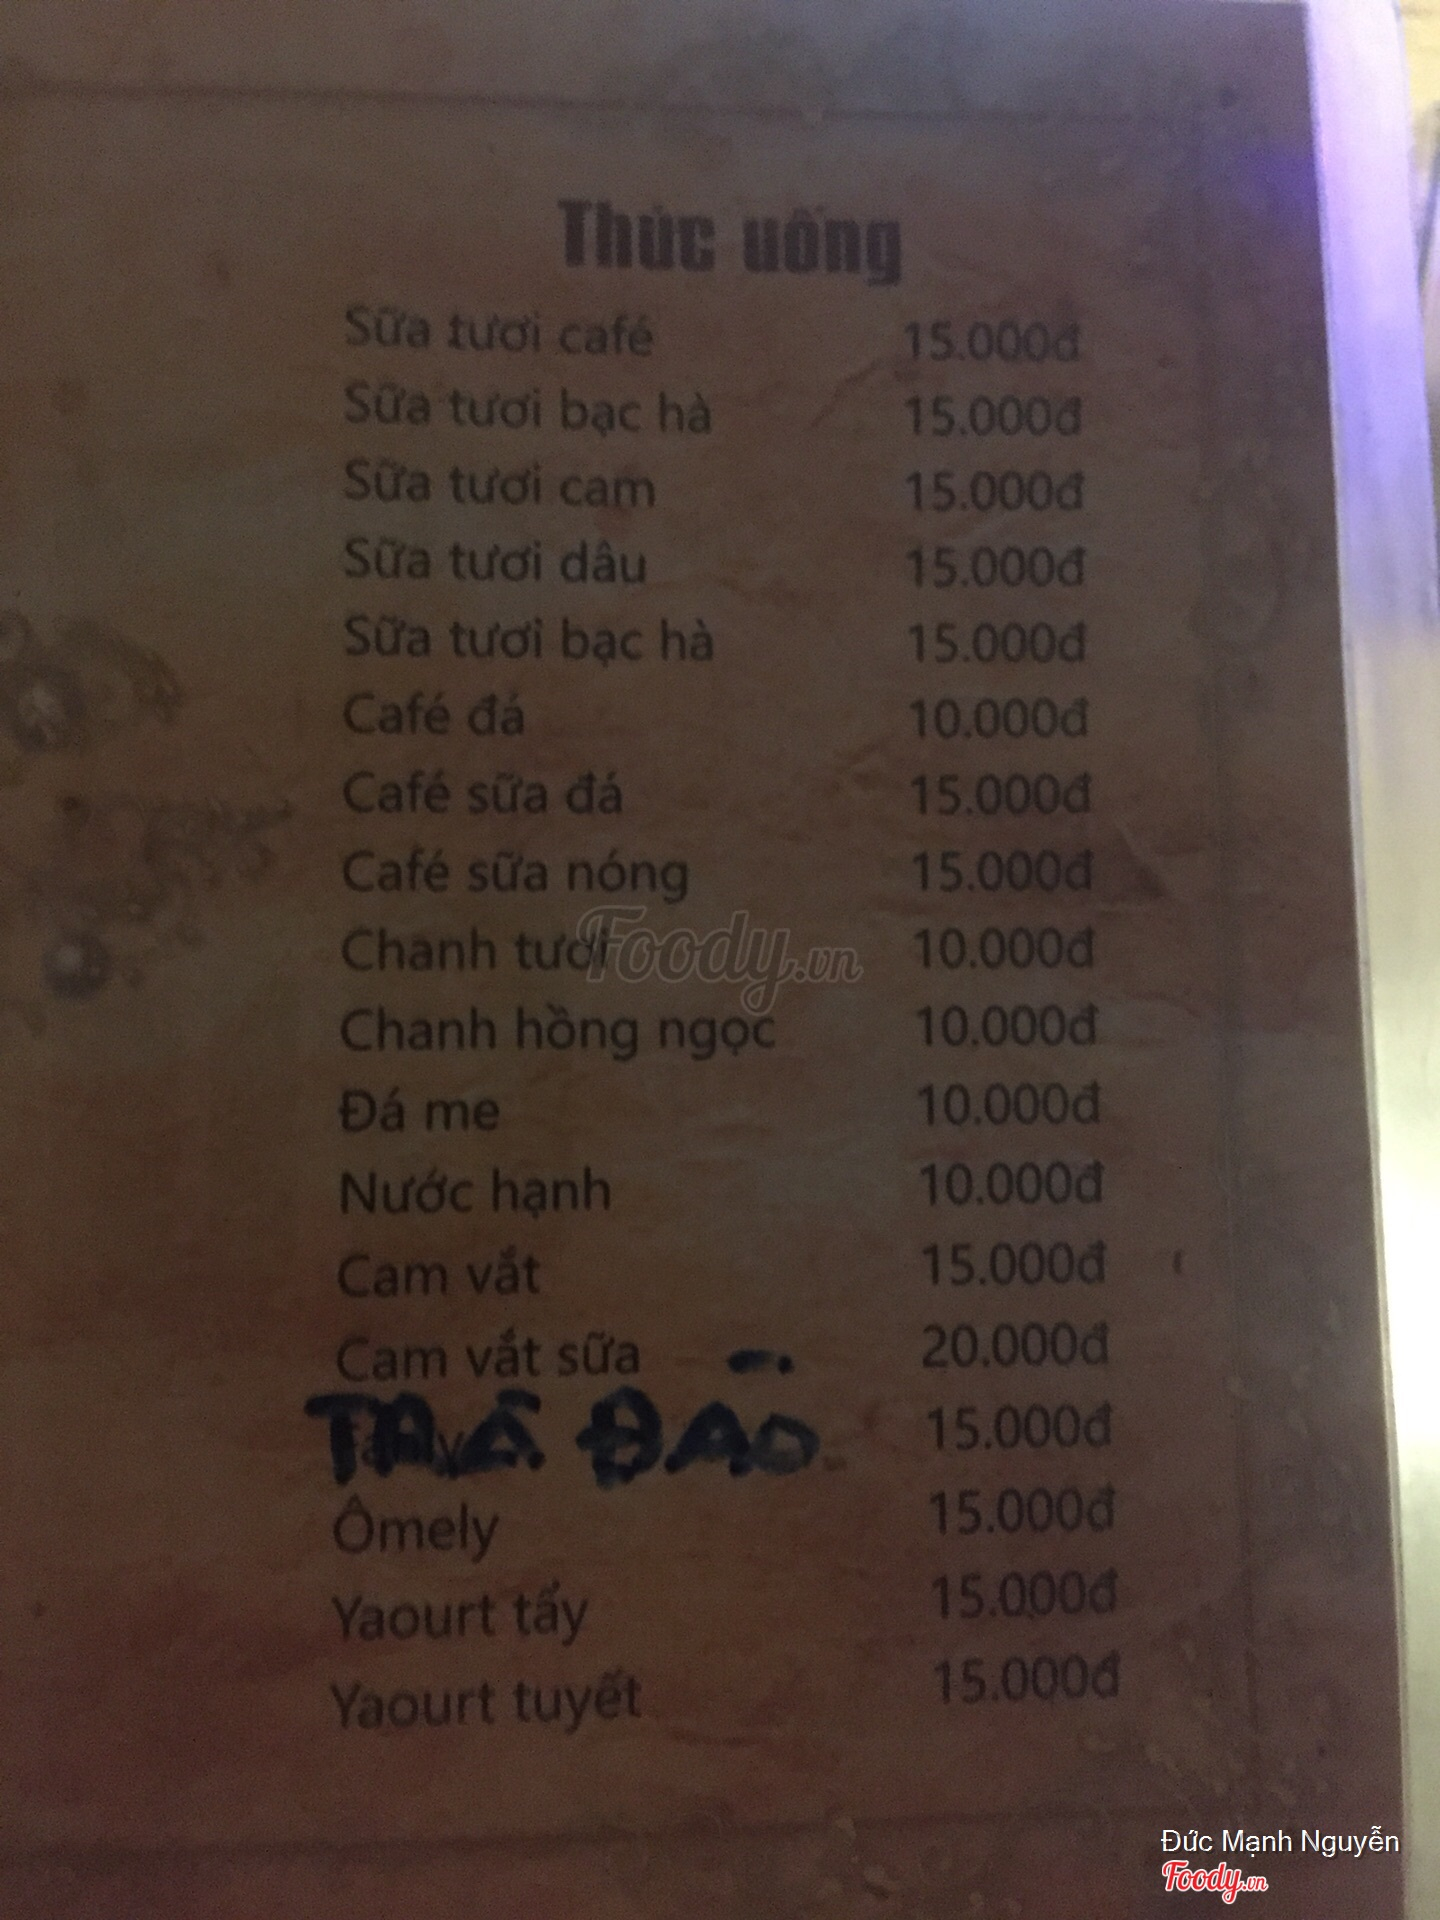 Thức uống
Sữa tươi café 15.000đ
Sữa tươi bạc hà 15.000đ
Sữa tươi cam 15.000đ
Sữa tươi dâu 15.000đ
Sữa tươi bạc hà 15.000đ
Café đá 10.000đ
Café sữa đá 15.000đ
Café sữa nóng 15.000đ
Chanh tươi 10.000đ
Foody.vn
Chanh hồng ngọc 10.000đ
Đá me 10.000đ
Nước hạnh 10.000đ
Cam vắt 15.000đ
Cam vắt sữa 20.000đ
TRÀ ĐÀO 15.000đ
Ômely 15.000đ
Yaourt tẩy 15.000đ
Yaourt tuyết 15.000đ
Đức Mạnh Nguyễn
Foody.vn